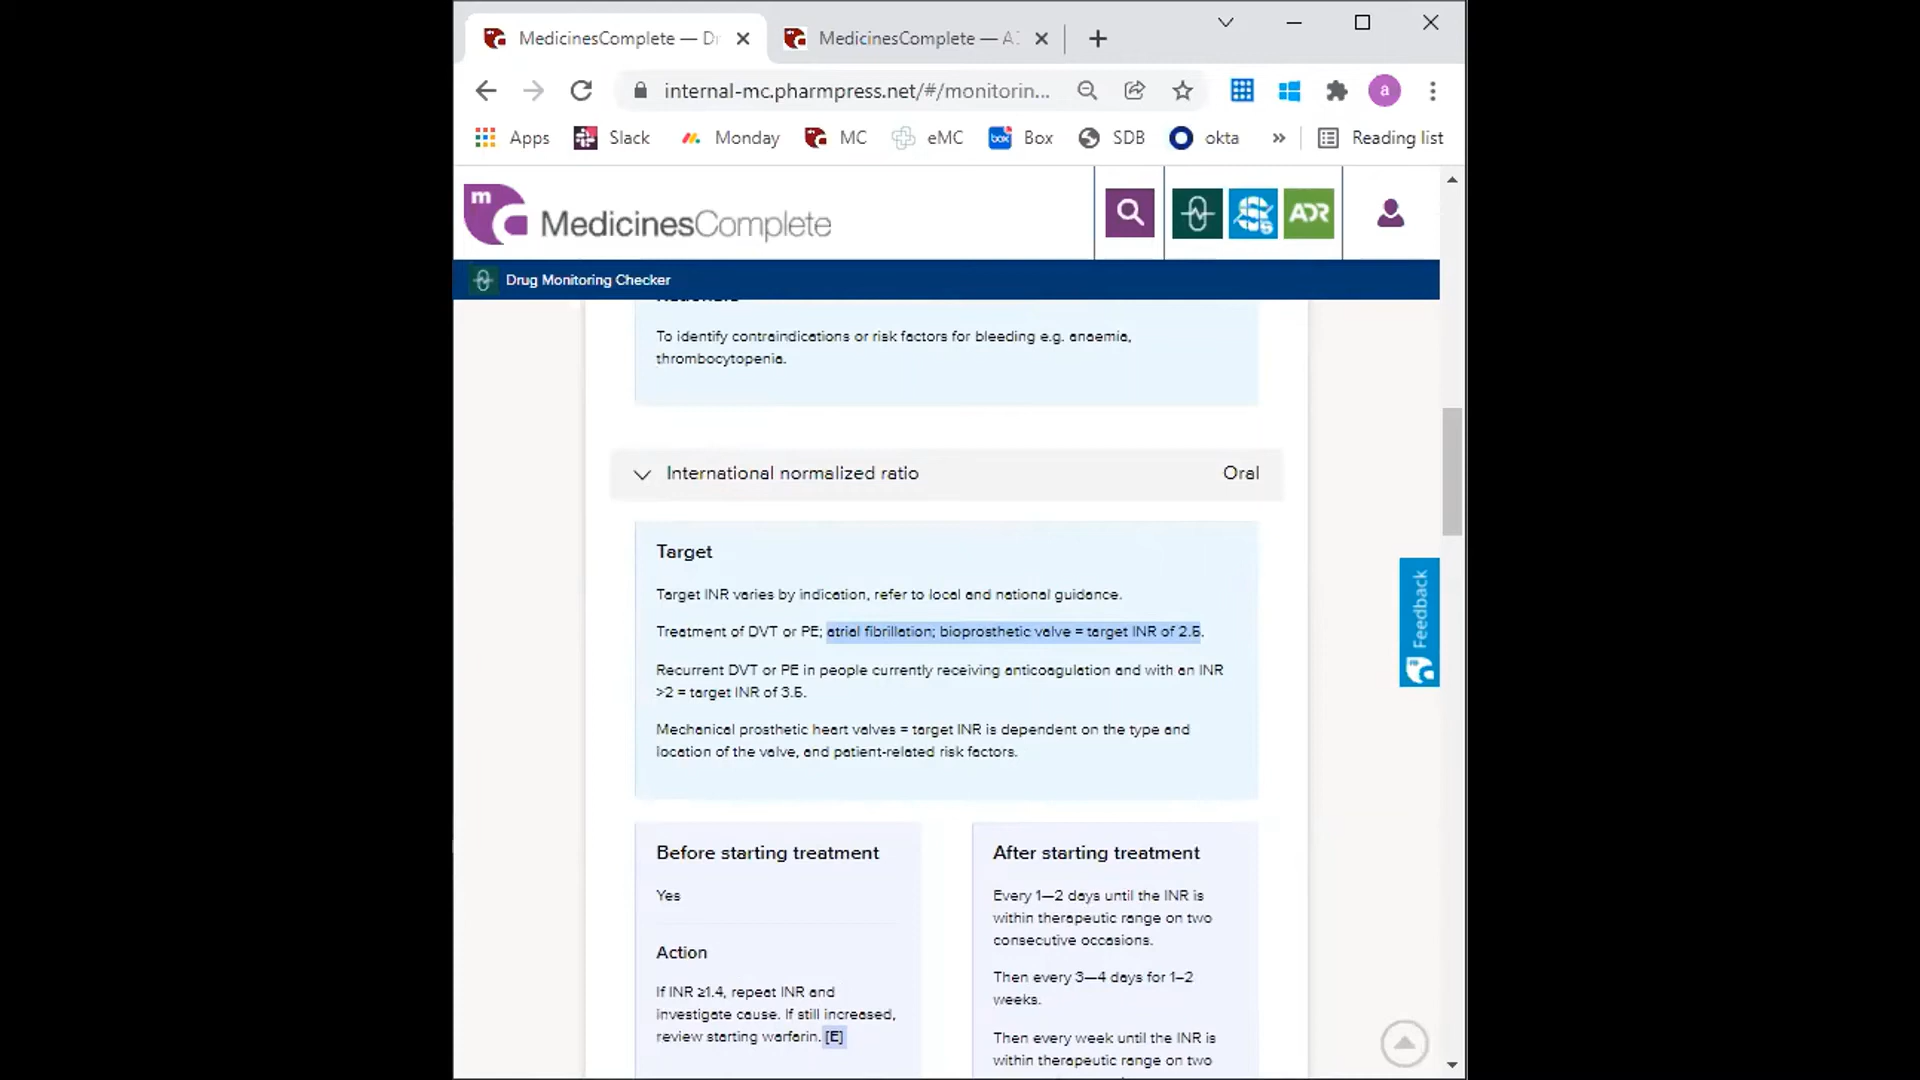 MedicinesComplete — Dr
MedicinesComplete — A
internal-mc.pharmpress.net/#/monitorin...
a
Apps
Slack
Monday
MC
eMC
Box
SDB
okta
»
Reading list
m
MedicinesComplete
ADR
Drug Monitoring Checker
Rationale
To identify contraindications or risk factors for bleeding e.g. anaemia,
thrombocytopenia.
International normalized ratio
Oral
Target
Target INR varies by indication, refer to local and national guidance.
Treatment of DVT or PE; atrial fibrillation; bioprosthetic valve = target INR of 2.5.
Recurrent DVT or PE in people currently receiving anticoagulation and with an INR
>2 = target INR of 3.5.
Mechanical prosthetic heart valves = target INR is dependent on the type and
location of the valve, and patient-related risk factors.
Feedback
Before starting treatment
Yes
Action
If INR ≥1.4, repeat INR and
investigate cause. If still increased,
review starting warfarin. [E]
After starting treatment
Every 1—2 days until the INR is
within therapeutic range on two
consecutive occasions.
Then every 3—4 days for 1–2
weeks.
Then every week until the INR is
within therapeutic range on two